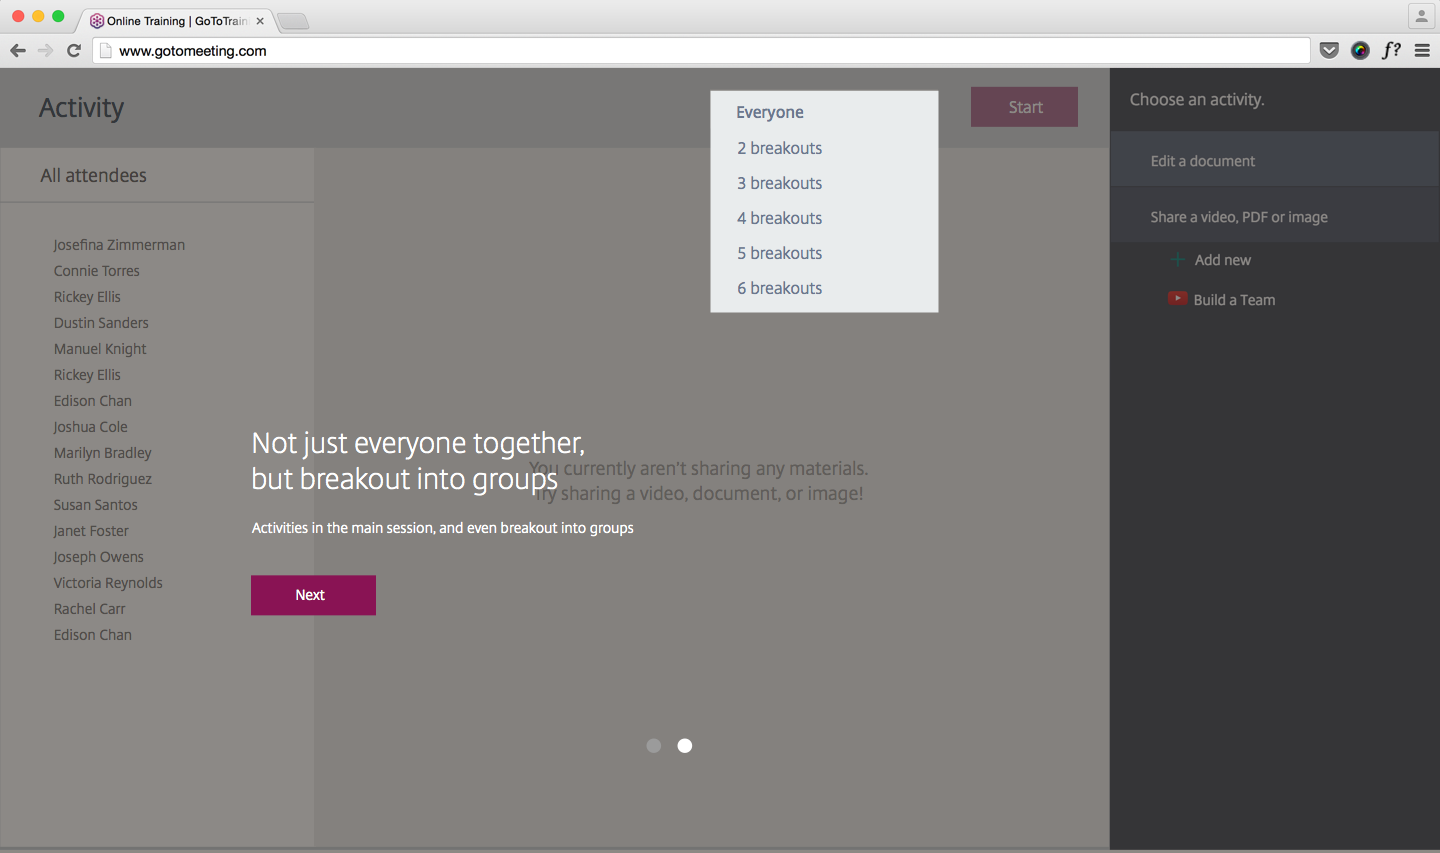 Online Training | GoToTrain
www.gotomeeting.com
f?
Activity
Everyone
2 breakouts
3 breakouts
4 breakouts
5 breakouts
6 breakouts
Start
Choose an activity.
Edit a document
Share a video, PDF or image
Add new
Build a Team
All attendees
Josefina Zimmerman
Connie Torres
Rickey Ellis
Dustin Sanders
Manuel Knight
Rickey Ellis
Edison Chan
Joshua Cole
Marilyn Bradley
Ruth Rodriguez
Susan Santos
Janet Foster
Joseph Owens
Victoria Reynolds
Rachel Carr
Edison Chan
Not just everyone together,
but breakout into groups
You currently aren't sharing any materials.
Try sharing a video, document, or image!
Activities in the main session, and even breakout into groups
Next